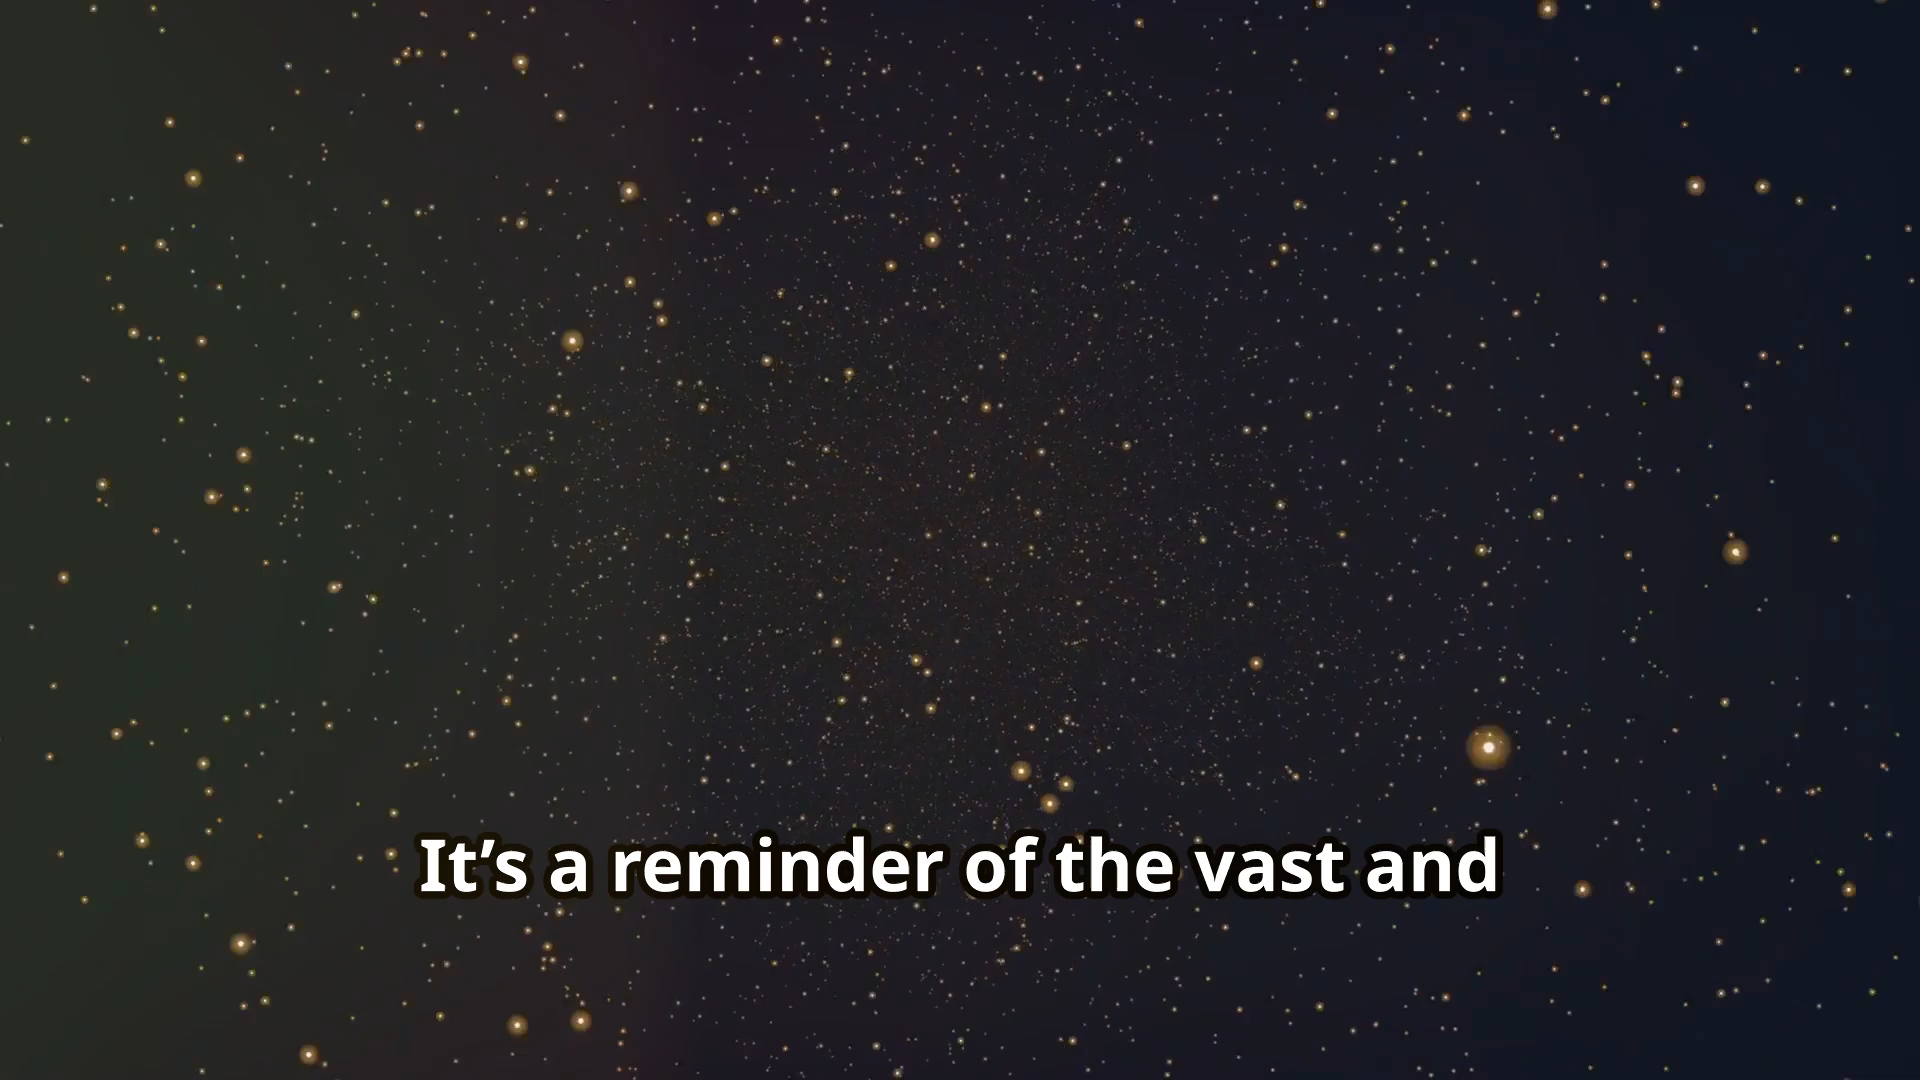 It’s a reminder of the vast and